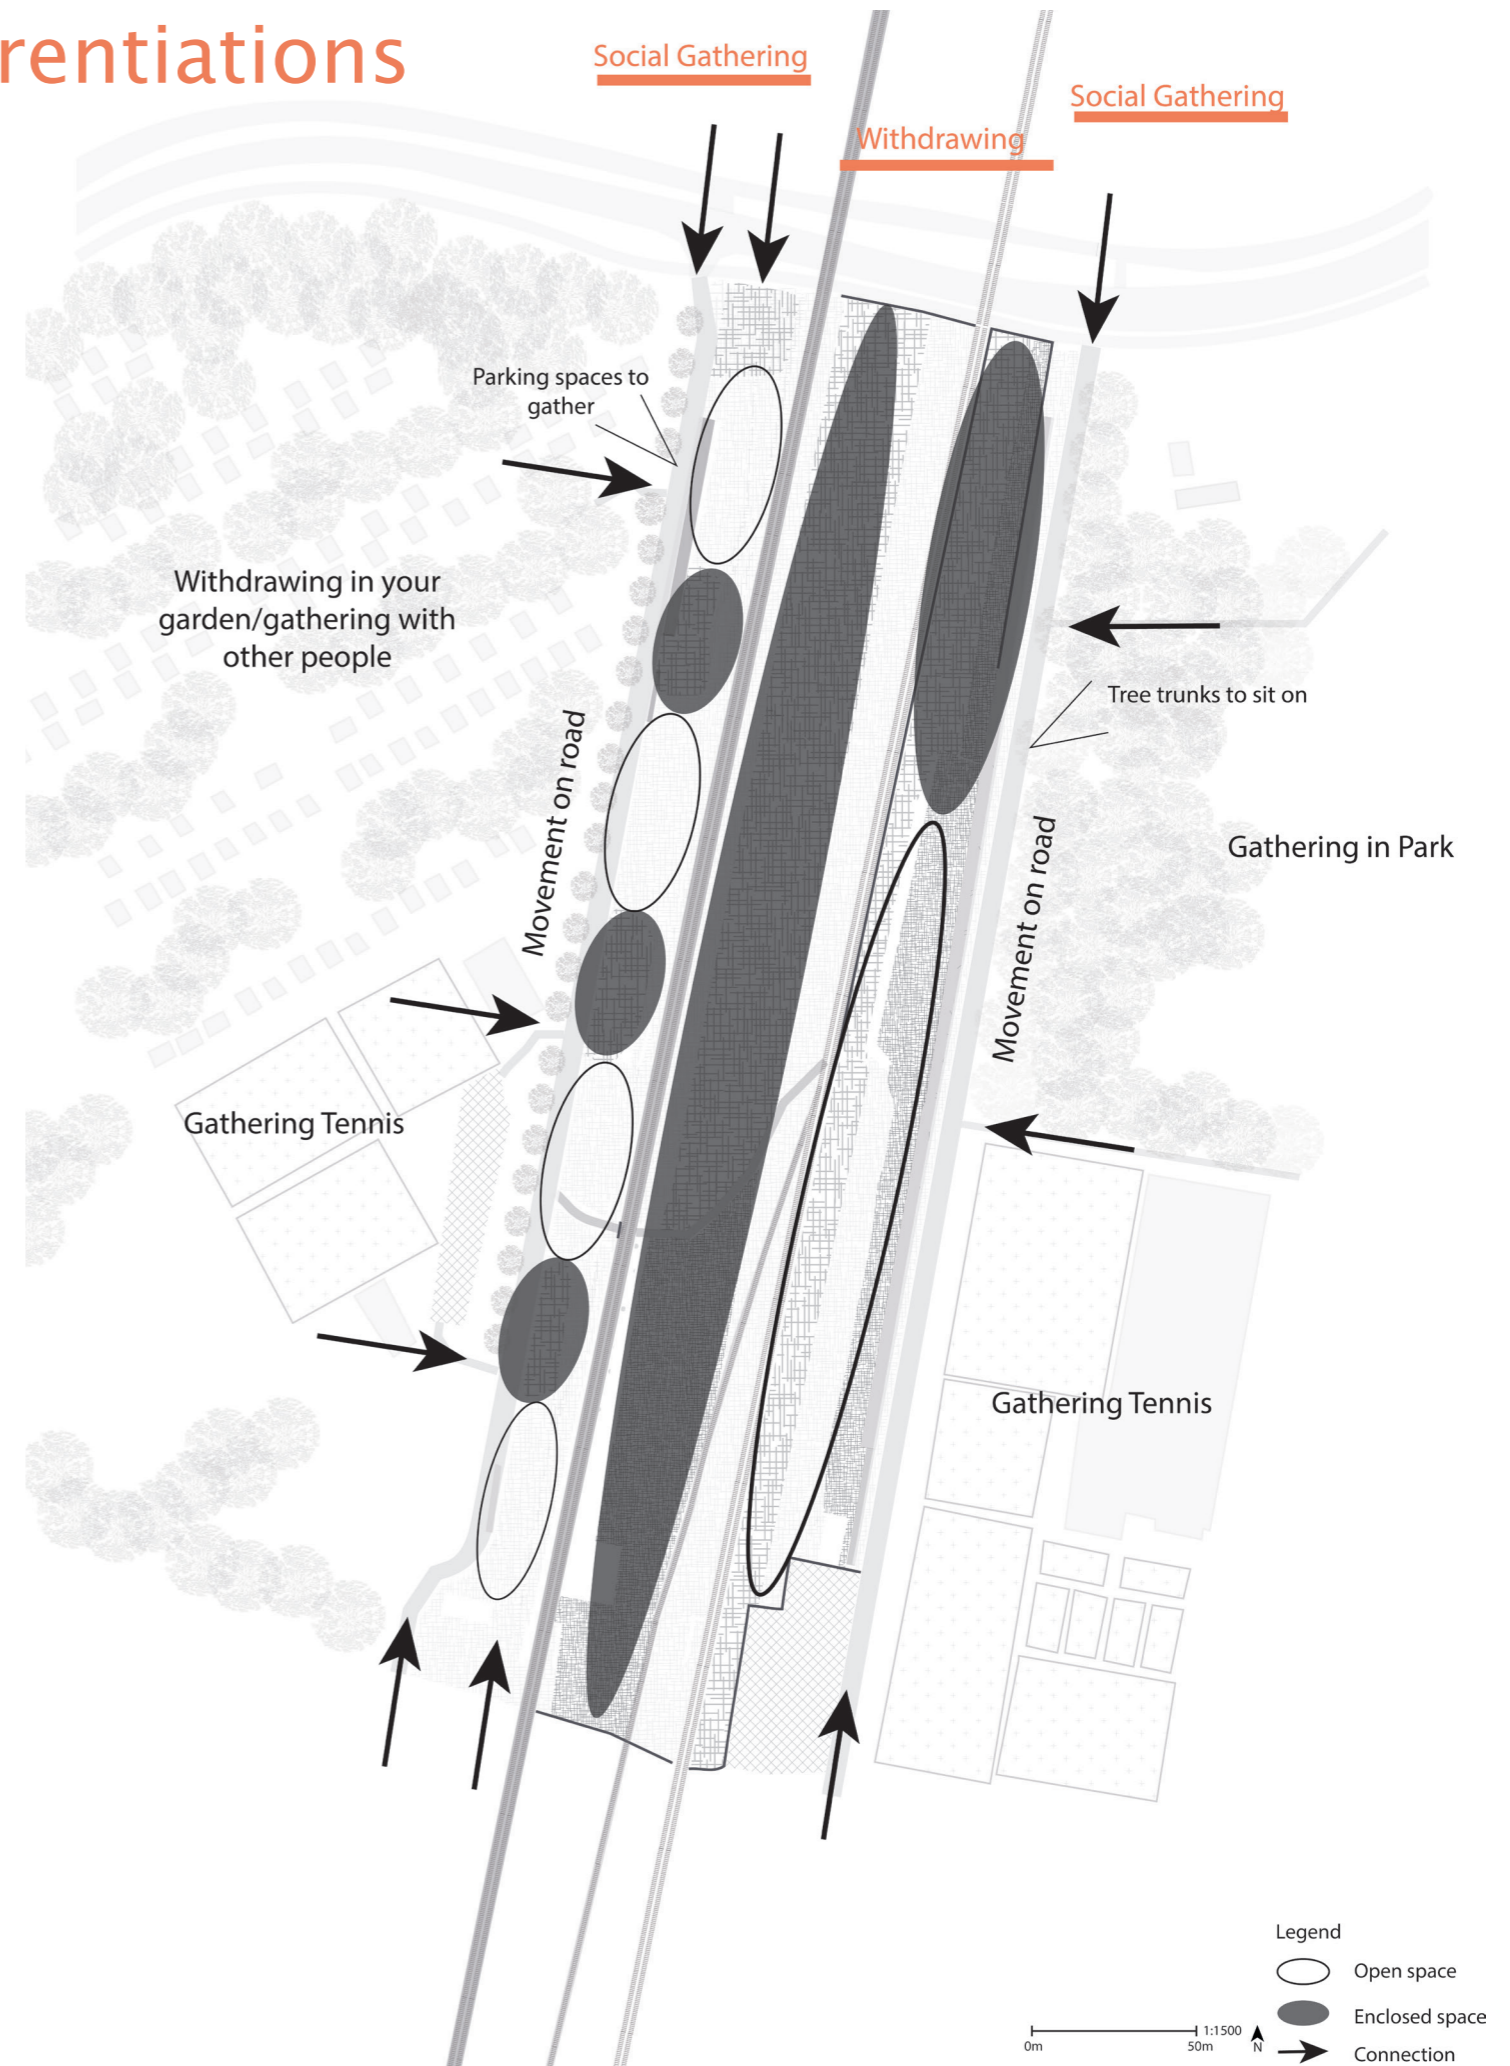 rentiations
Social Gathering
Social Gathering
Withdrawing
Parking spaces to
gather
Withdrawing in your
garden/gathering with
other people
Tree trunks to sit on
Movement on road
Gathering in Park
Movement on road
Gathering Tennis
Gathering Tennis
Legend
Open space
Enclosed space
Connection
0m
50m
1:1500
N